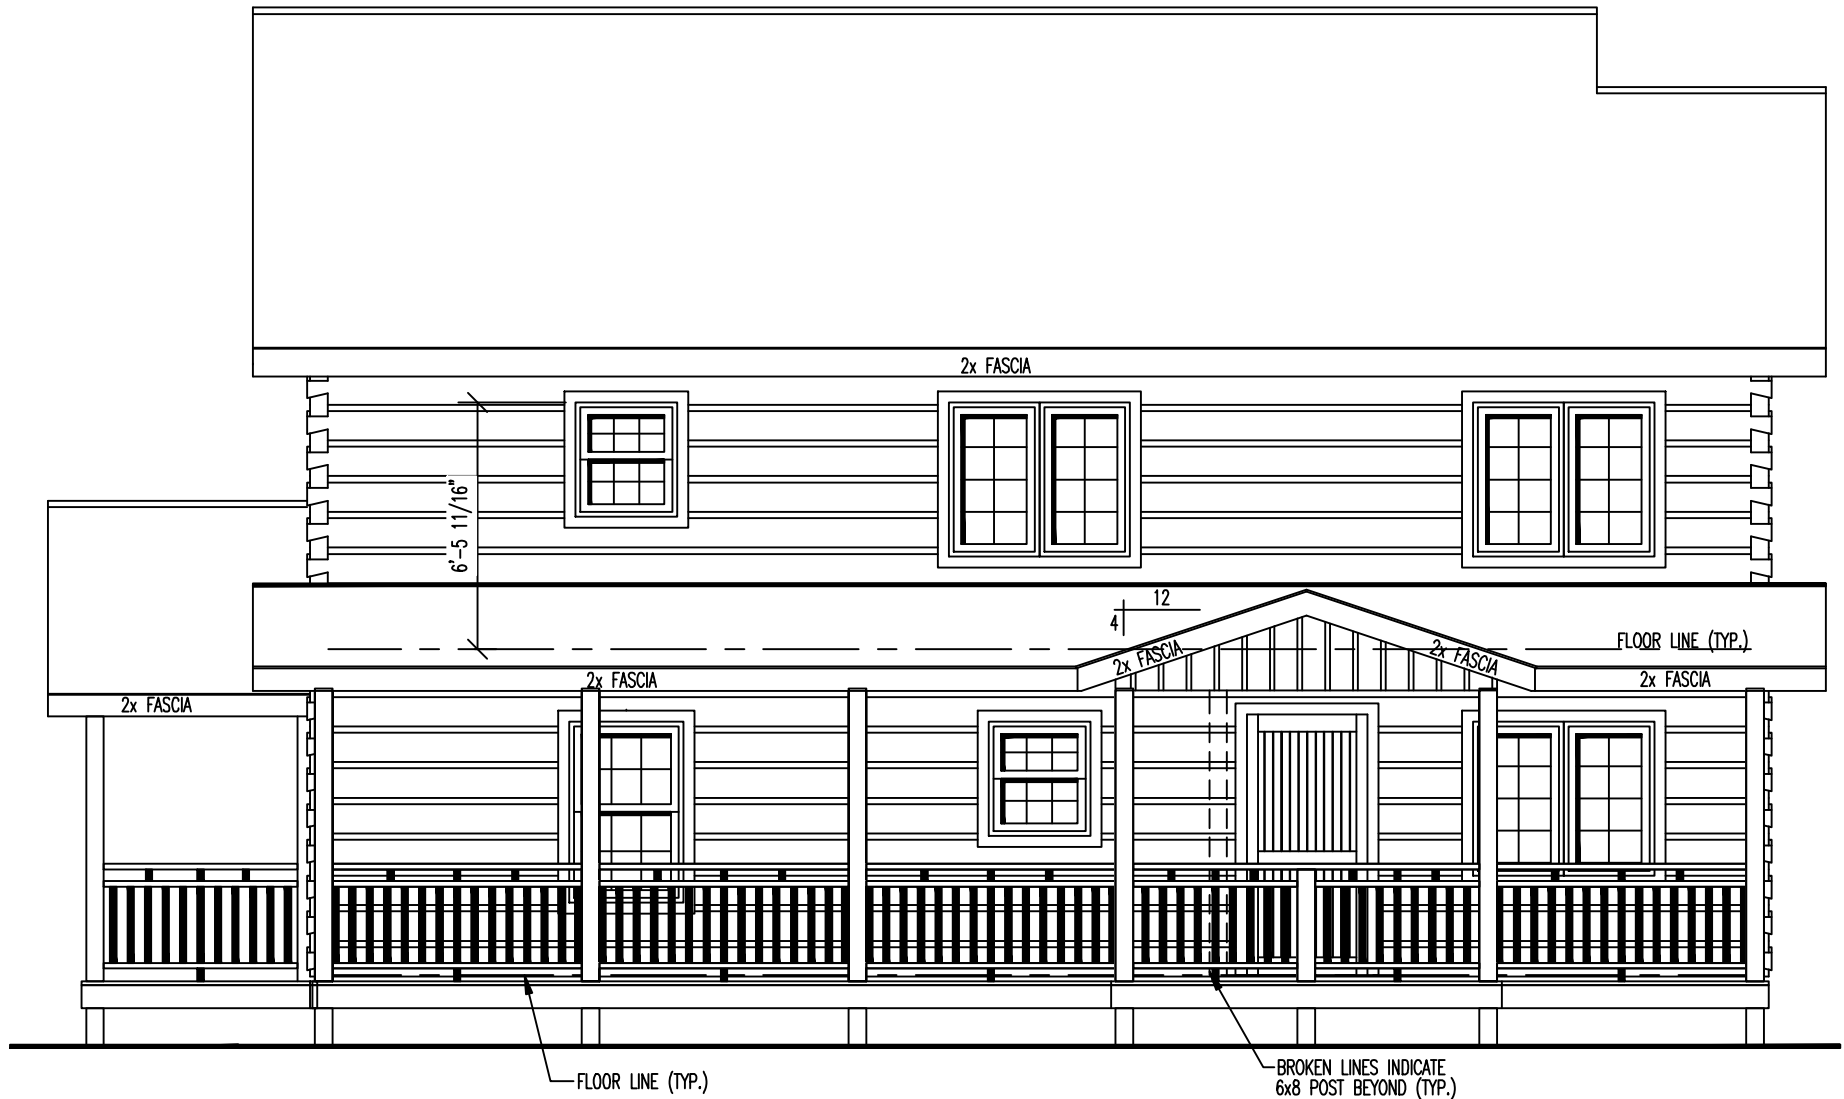 2x FASCIA
6'-5 11/16"
12
4
FLOOR LINE (TYP.)
2x FASCIA
2x FASCIA
2x FASCIA
2x FASCIA
2x FASCIA
FLOOR LINE (TYP.)
BROKEN LINES INDICATE
6x8 POST BEYOND (TYP.)